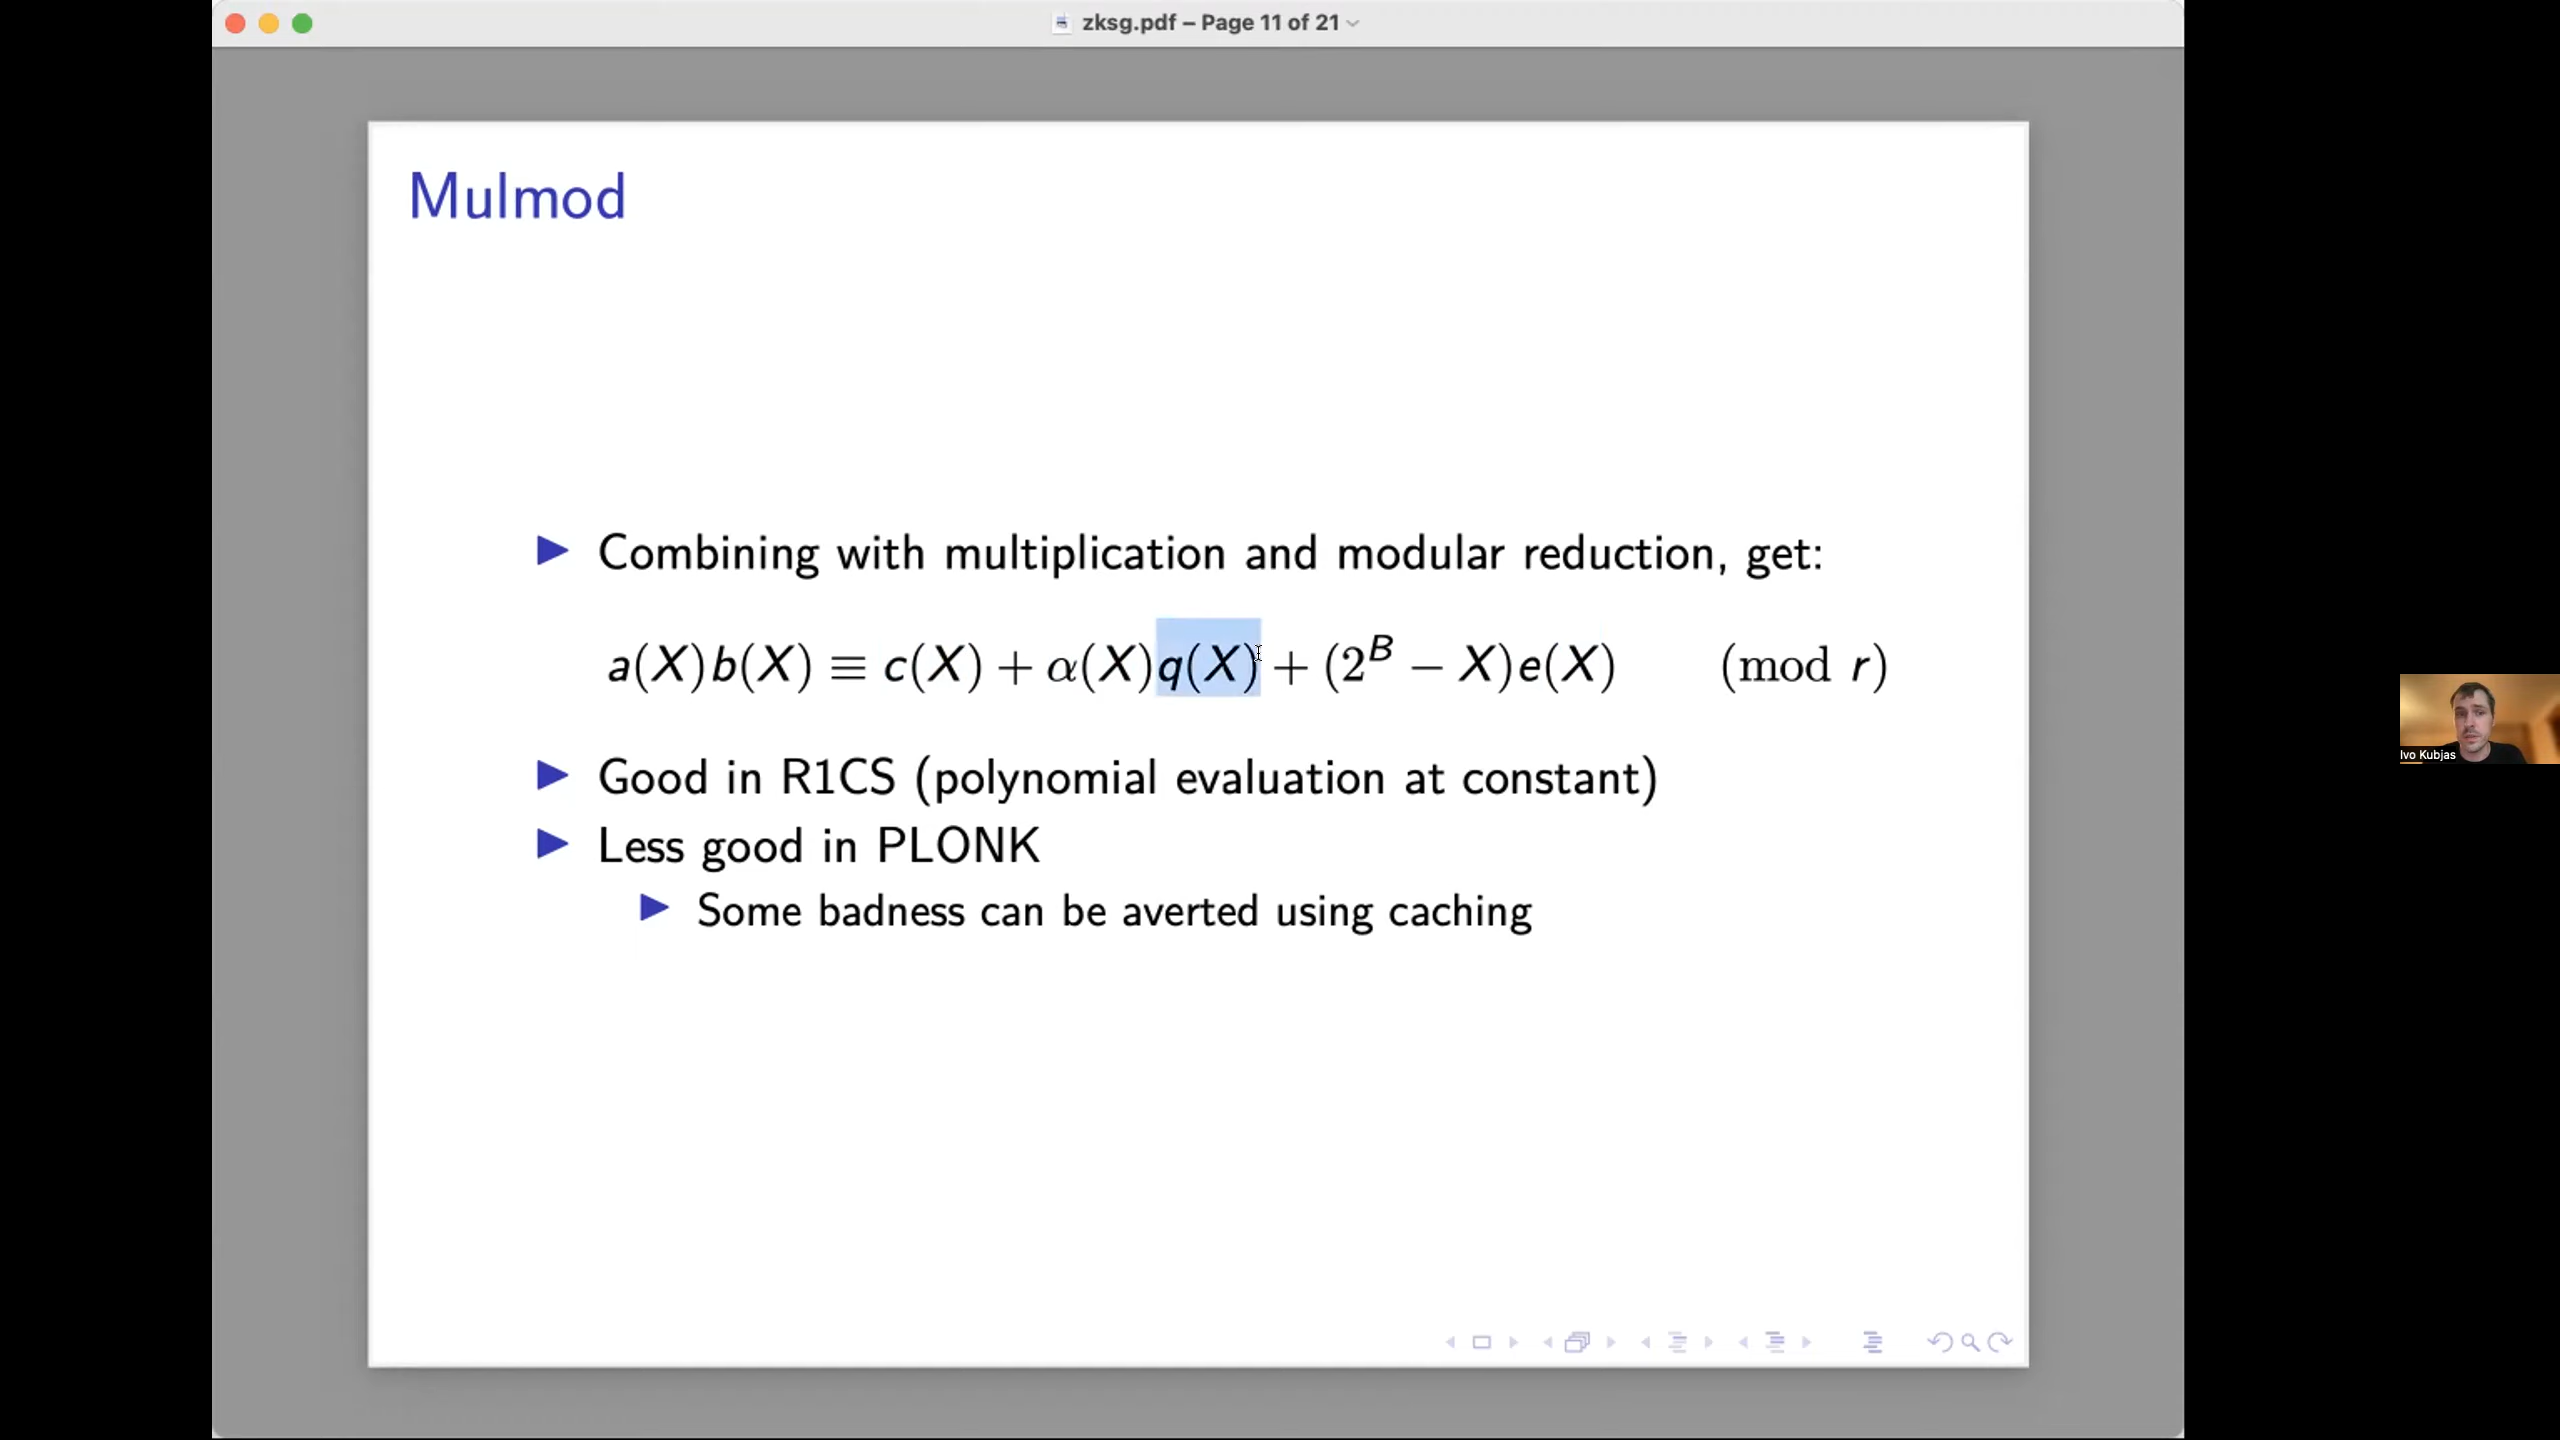 zksg.pdf – Page 11 of 21
Mulmod
Combining with multiplication and modular reduction, get:
a(X)b(X) ≡ c(X) + α(X)q(X) + (2^B − X)e(X) (mod r)
Good in R1CS (polynomial evaluation at constant)
Less good in PLONK
Some badness can be averted using caching
Ivo Kubjas